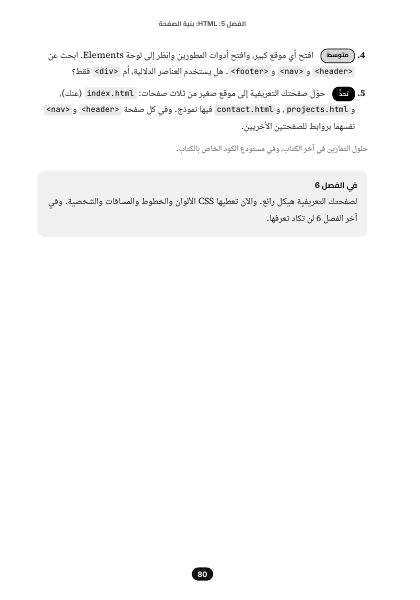 الفصل 5: HTML: بنية الصفحة
4. متوسط افتح أي موقع كبير، وافتح أدوات المطورين وانظر إلى لوحة Elements. ابحث عن
<header> و <nav> و <footer>. هل يستخدم العناصر الدلالية، أم <div> فقط؟
5. تحدٍّ حوّل صفحتك التعريفية إلى موقع صغير من ثلاث صفحات: index.html (عنك)،
و projects.html، و contact.html فيها نموذج. وفي كل صفحة <header> و <nav>
نفسهما بروابط للصفحتين الأخريين.
حلول التمارين في آخر الكتاب، وفي مستودع الكود الخاص بالكتاب.
في الفصل 6
لصفحتك التعريفية هيكل رائع. والآن تعطيها CSS الألوان والخطوط والمسافات والشخصية. وفي
آخر الفصل 6 لن تكاد تعرفها.
80